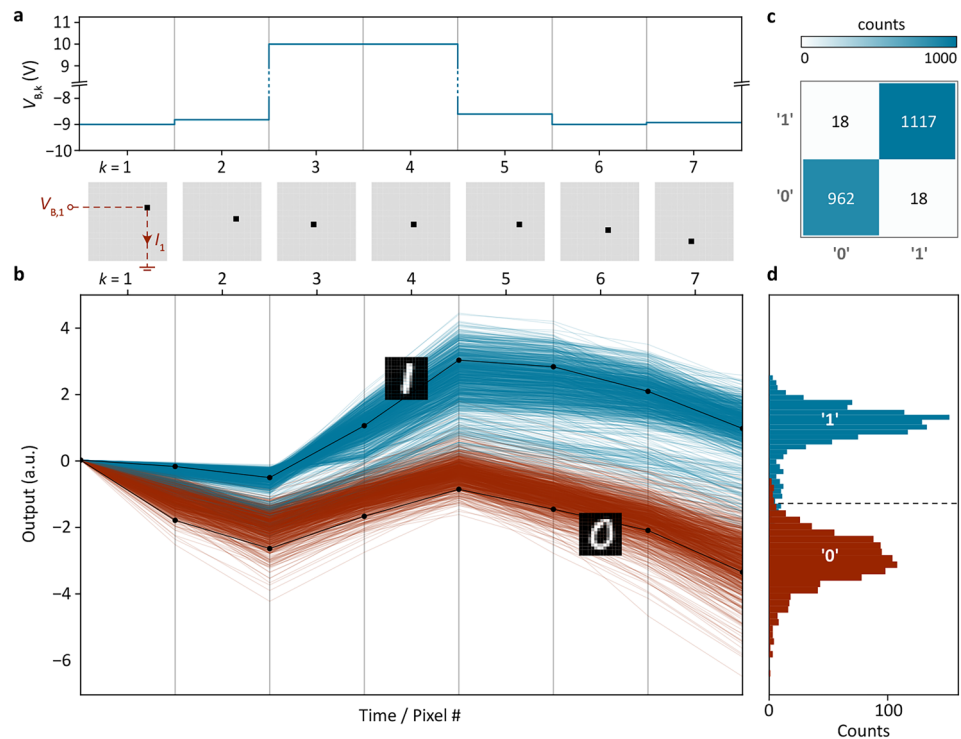 a
11
10
9
−8
−9
−10
V_B,k (V)
k = 1 2 3 4 5 6 7
V_B,1
I_1
c
counts
0 1000
'1' 18 1117
'0' 962 18
'0' '1'
b
k = 1 2 3 4 5 6 7
4
2
0
−2
−4
−6
Output (a.u.)
Time / Pixel #
d
'1'
'0'
0 100
Counts